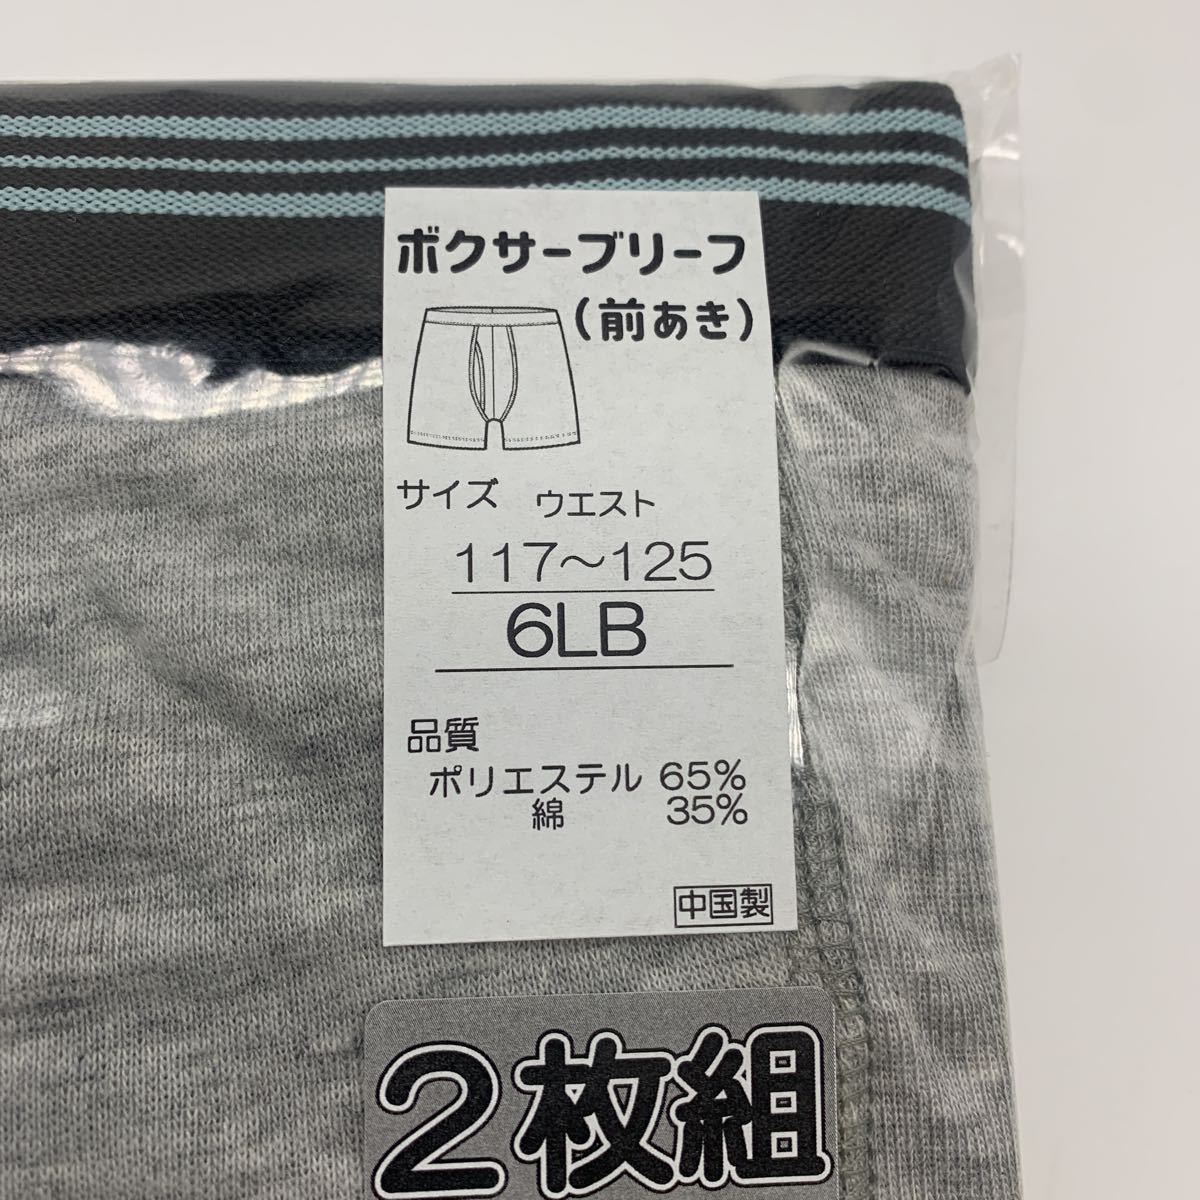 ボクサーブリーフ
(前あき)
サイズ ウエスト
117～125
6LB
品質
ポリエステル 65%
綿 35%
中国製
2枚組